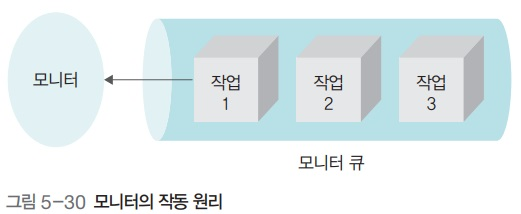 모니터
작업
1
작업
2
작업
3
모니터 큐
그림 5-30 모니터의 작동 원리